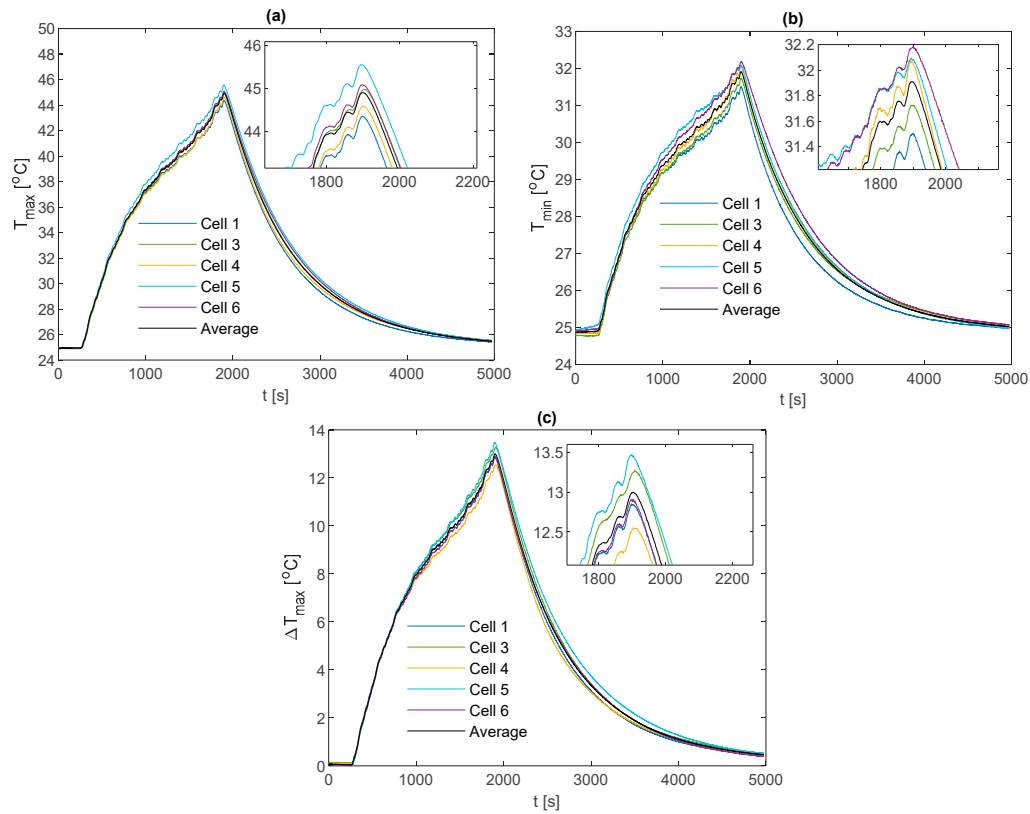 (a)
50
48
46
44
42
40
38
36
34
32
30
28
26
24
T_max [°C]
0 1000 2000 3000 4000 5000
t [s]
46
45
44
1800 2000 2200
Cell 1
Cell 3
Cell 4
Cell 5
Cell 6
Average
(b)
33
32
31
30
29
28
27
26
25
24
T_min [°C]
0 1000 2000 3000 4000 5000
t [s]
32.2
32
31.8
31.6
31.4
1800 2000
Cell 1
Cell 3
Cell 4
Cell 5
Cell 6
Average
(c)
14
12
10
8
6
4
2
0
Δ T_max [°C]
0 1000 2000 3000 4000 5000
t [s]
13.5
13
12.5
1800 2000 2200
Cell 1
Cell 3
Cell 4
Cell 5
Cell 6
Average